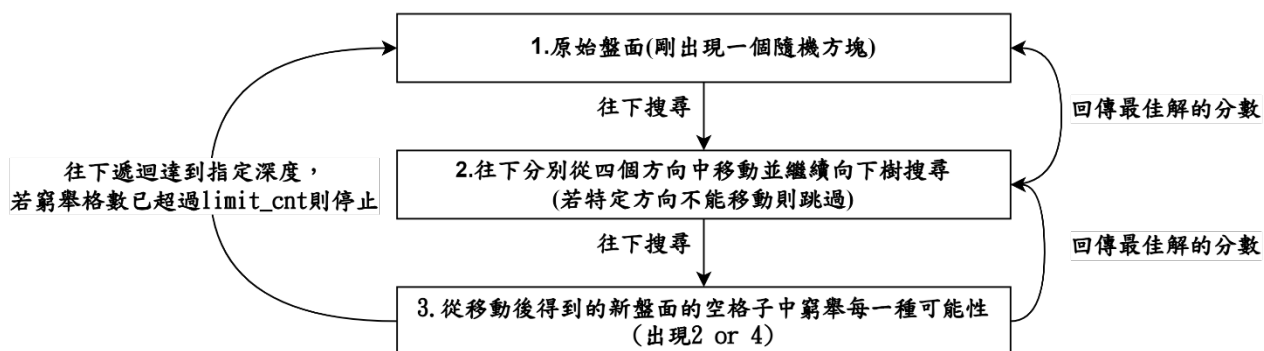 1.原始盤面(剛出現一個隨機方塊)
往下搜尋
回傳最佳解的分數
往下遞迴達到指定深度，
若窮舉格數已超過limit_cnt則停止
2.往下分別從四個方向中移動並繼續向下樹搜尋
(若特定方向不能移動則跳過)
往下搜尋
回傳最佳解的分數
3.從移動後得到的新盤面的空格子中窮舉每一種可能性
（出現2 or 4）